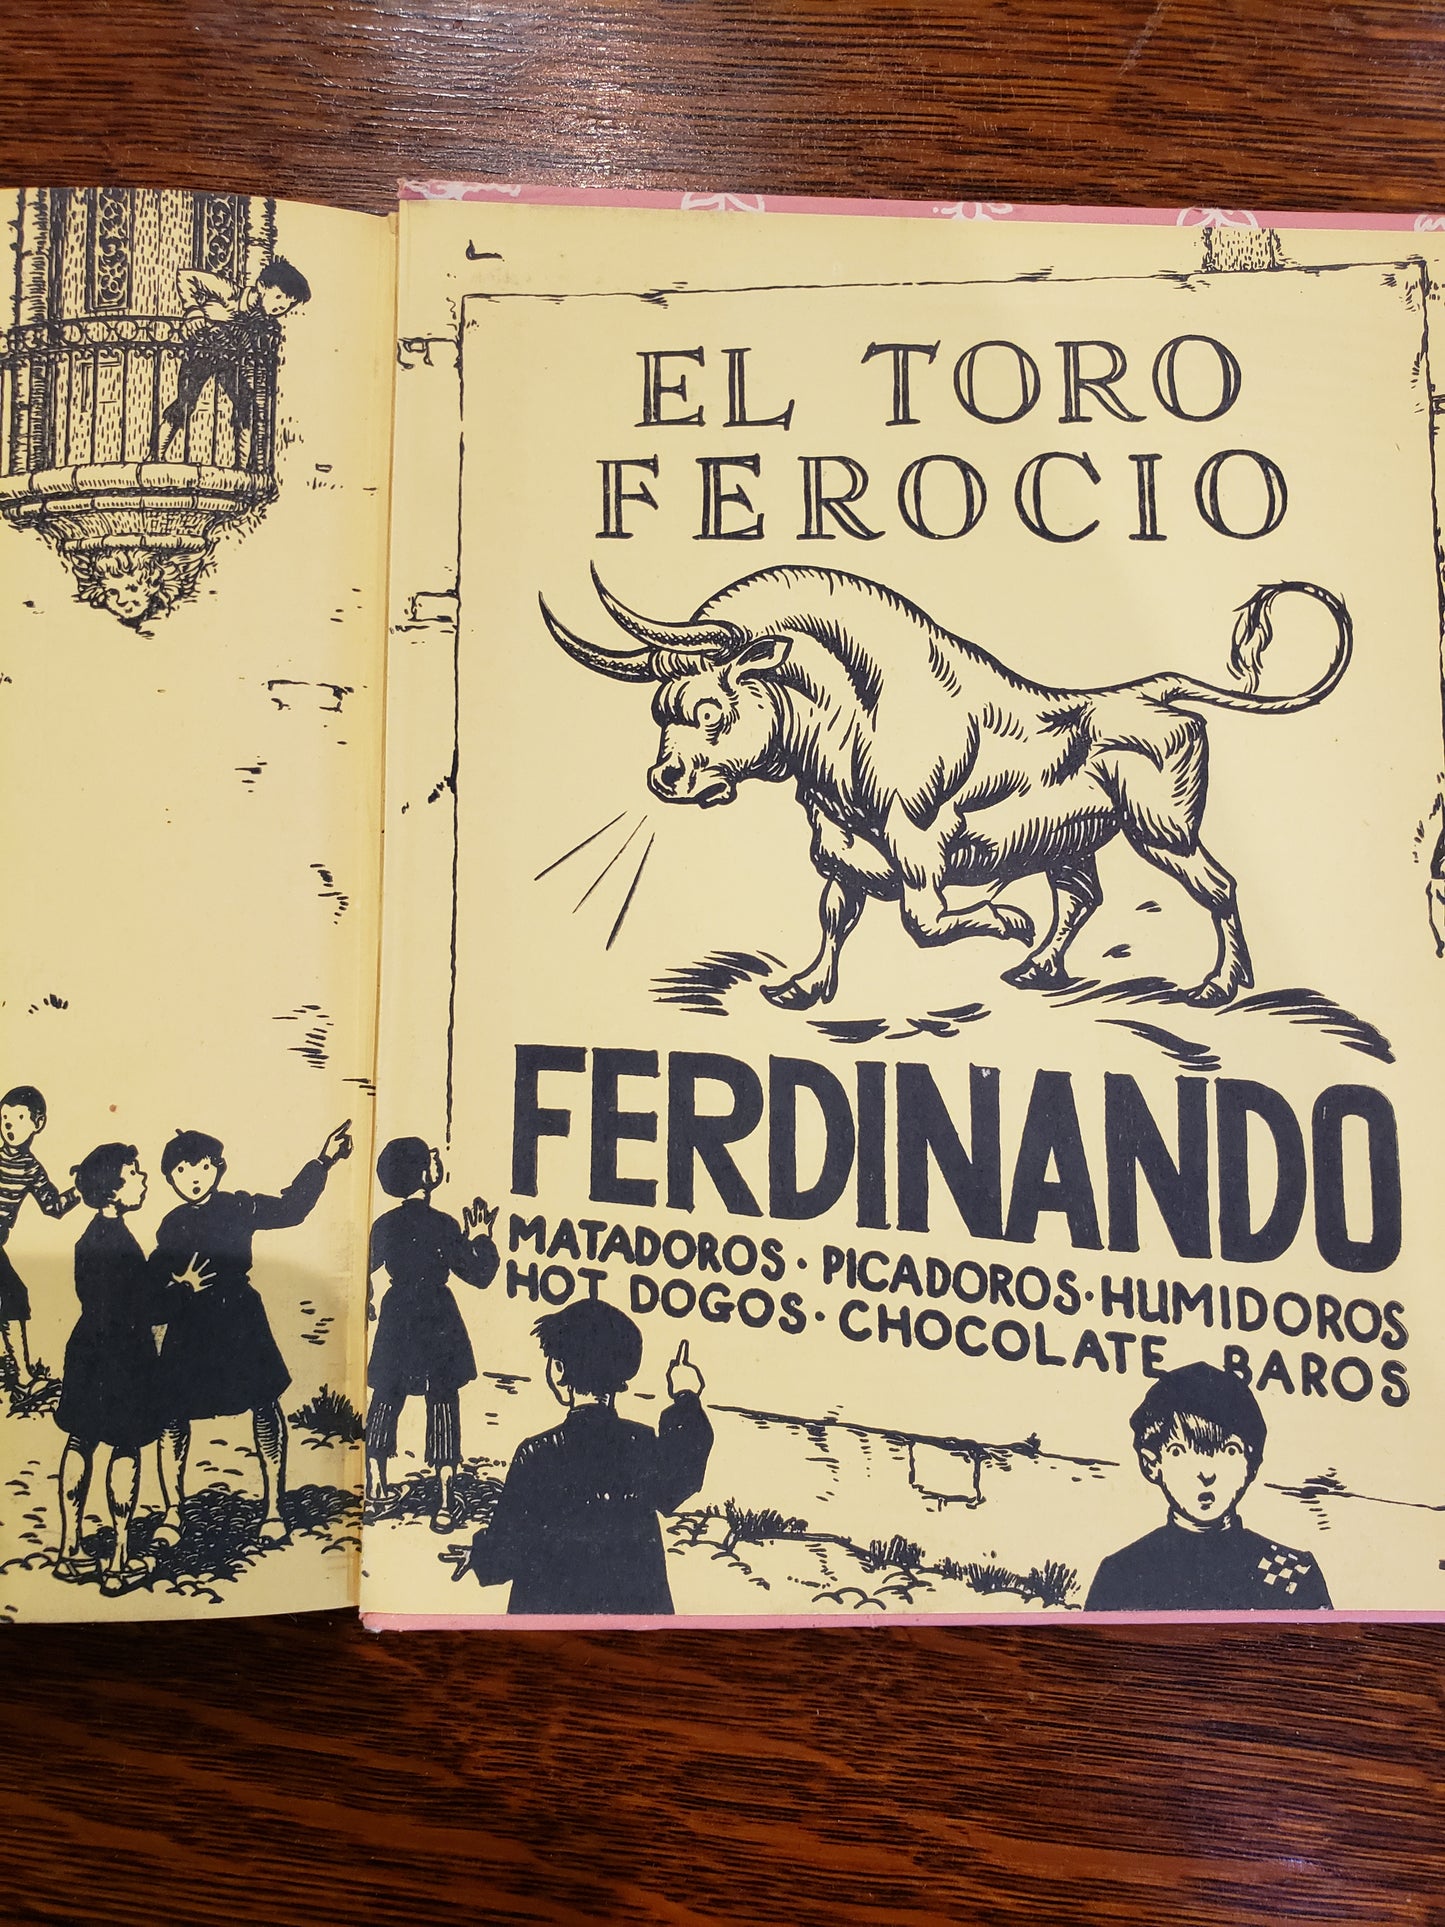 EL TORO
FEROCIO
FERDINANDO
MATADOROS · PICADOROS · HUMIDOROS
HOT DOGOS · CHOCOLATE BAROS